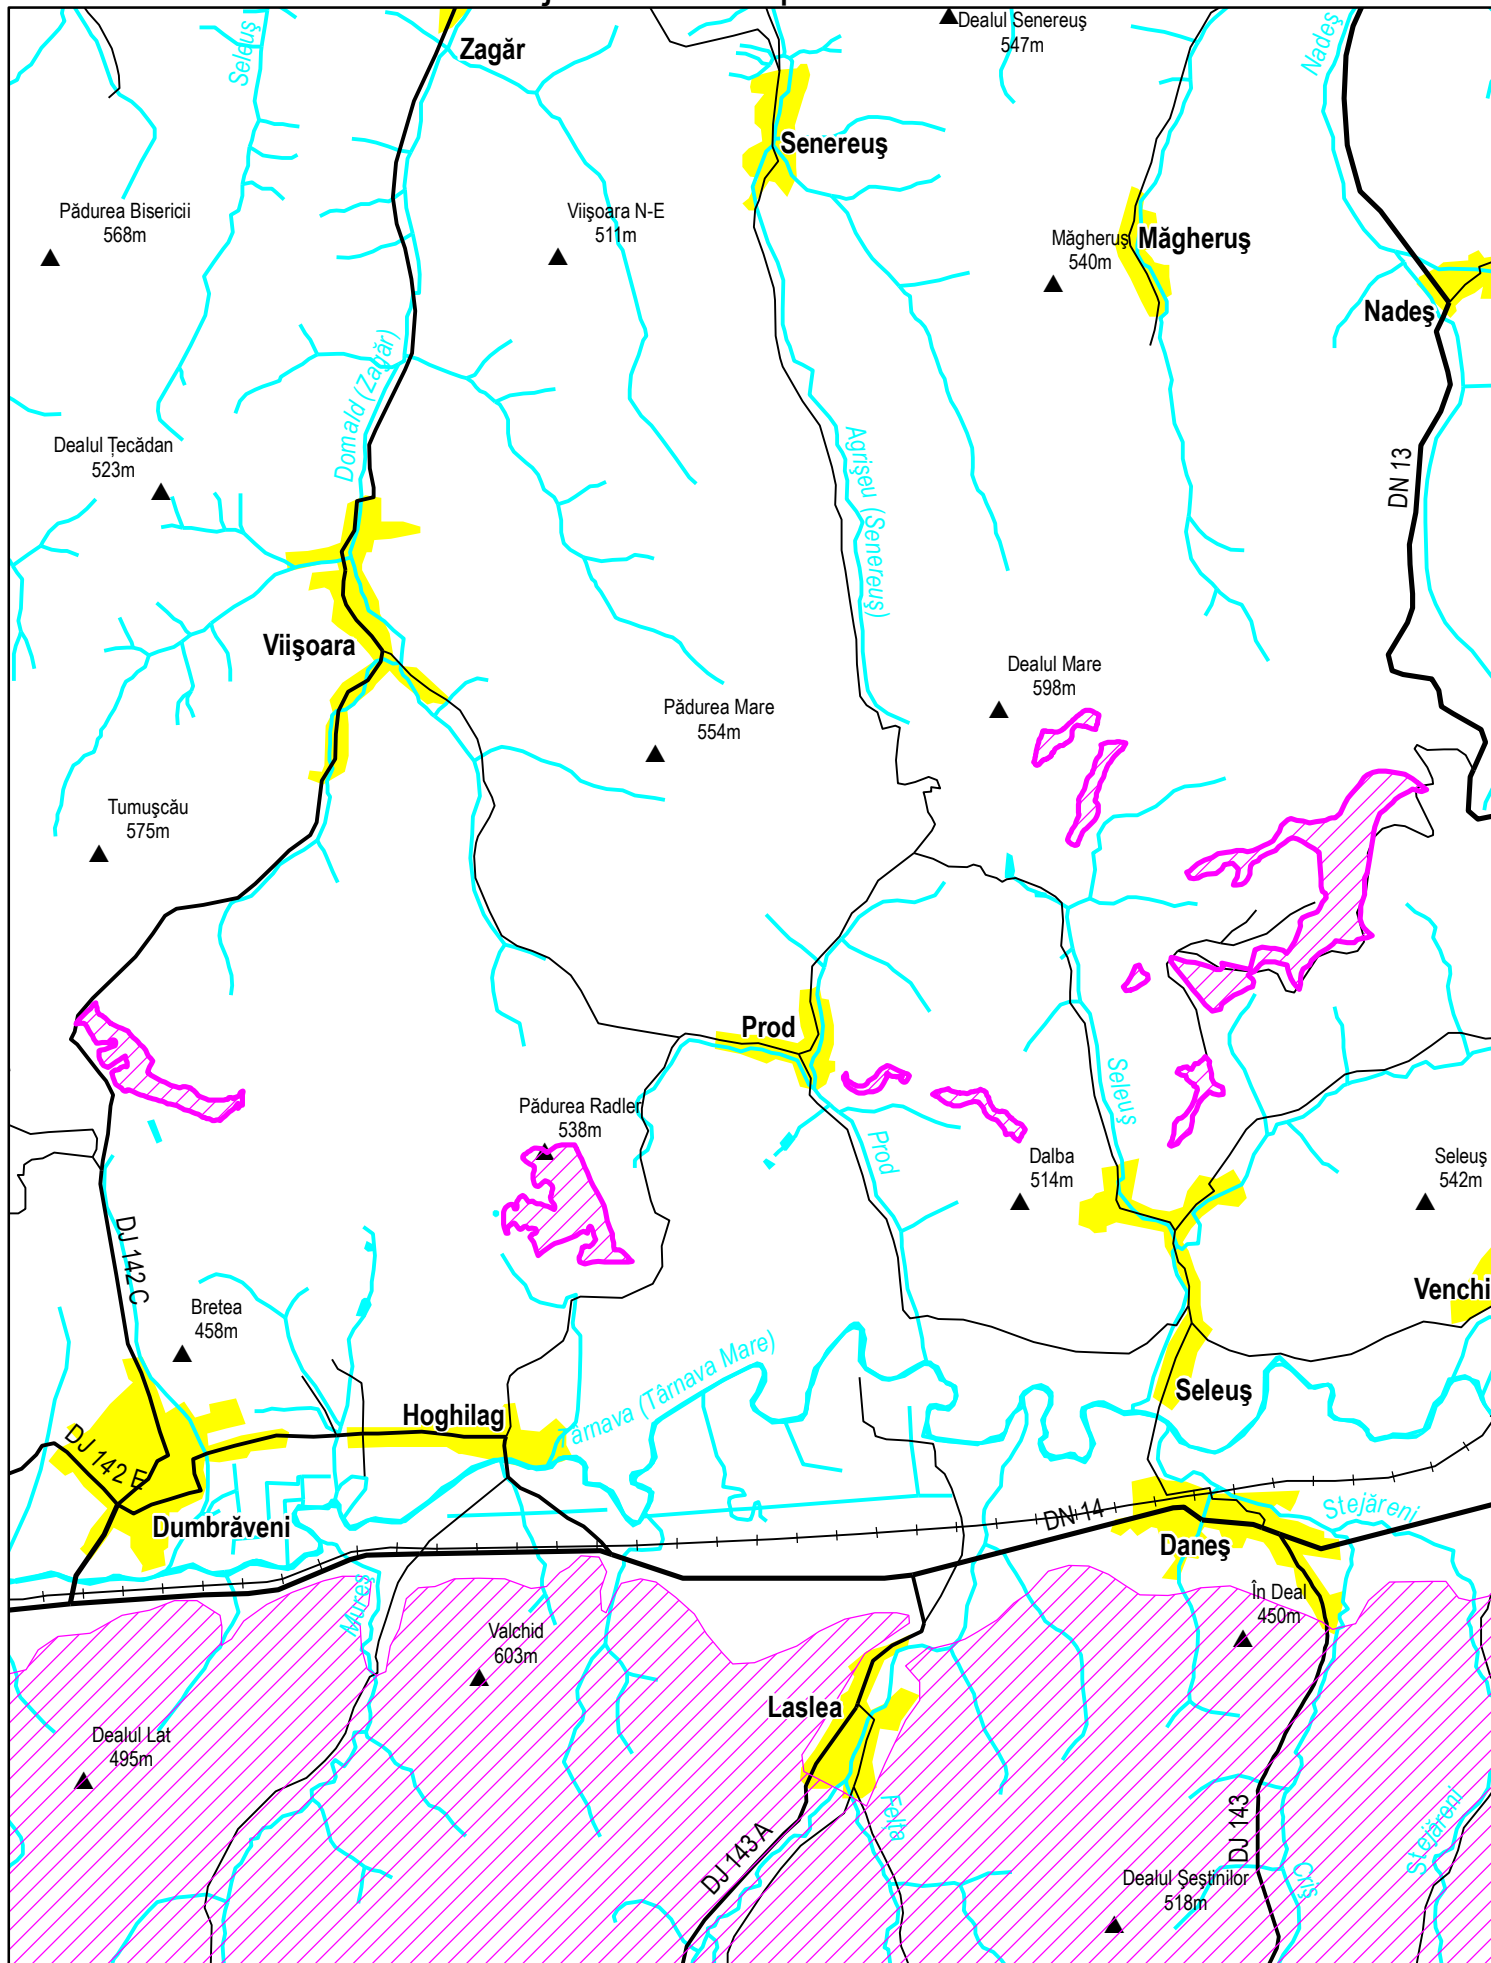 Dealul Senereuş
547m
Zagăr
Seleuş
Nadeş
Senereuş
Pădurea Bisericii
568m
Viişoara N-E
511m
Măgheruş
540m
Măgheruş
Nadeş
Domald (Zagăr)
Dealul Țecădan
523m
Agrişeu (Senereuş)
DN 13
Viişoara
Dealul Mare
598m
Pădurea Mare
554m
Tumuşcău
575m
Prod
Seleuş
Pădurea Radler
538m
Prod
Dalba
514m
Seleuş
542m
DJ 142 C
Venchi
Bretea
458m
Târnava (Târnava Mare)
Seleuş
Hoghilag
DJ 142 E
Dumbrăveni
DN 14
Stejăreni
Daneş
Mureş
În Deal
450m
Valchid
603m
Laslea
Dealul Lat
495m
Felta
DJ 143 A
DJ 143
Stejăreni
Criş
Dealul Şeştinilor
518m